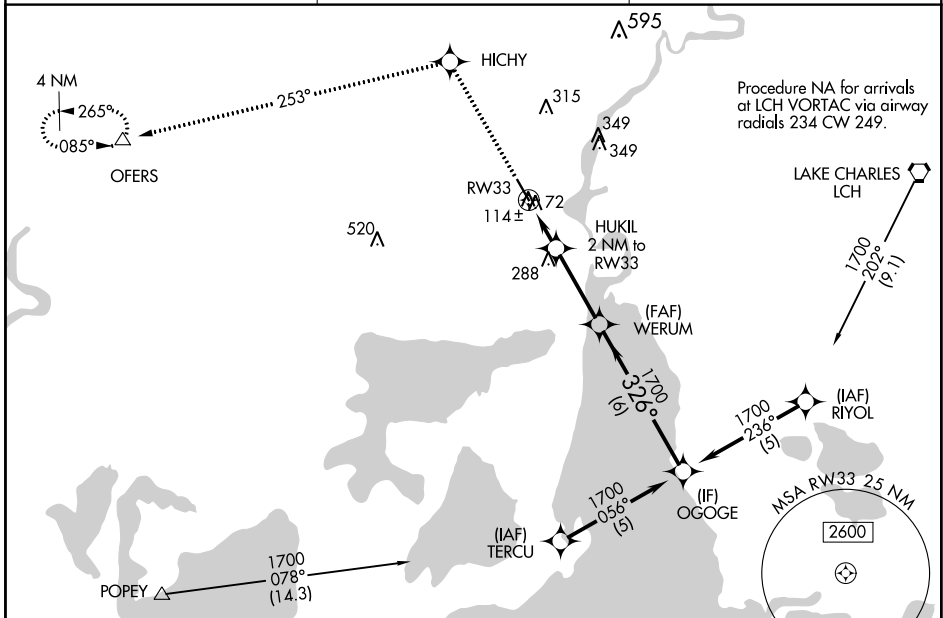 595
HICHY
4 NM
265°
085°
OFERS
253°
315
349
349
Procedure NA for arrivals
at LCH VORTAC via airway
radials 234 CW 249.
LAKE CHARLES
LCH
1700
202°
(9.1)
RW33
72
114±
520
HUKIL
2 NM to
RW33
288
(FAF)
WERUM
1700
326°
(6)
(IAF)
RIYOL
1700
236°
(5)
(IF)
OGOGE
1700
056°
(5)
(IAF)
TERCU
1700
078°
(14.3)
POPEY
MSA RW33 25 NM
2600